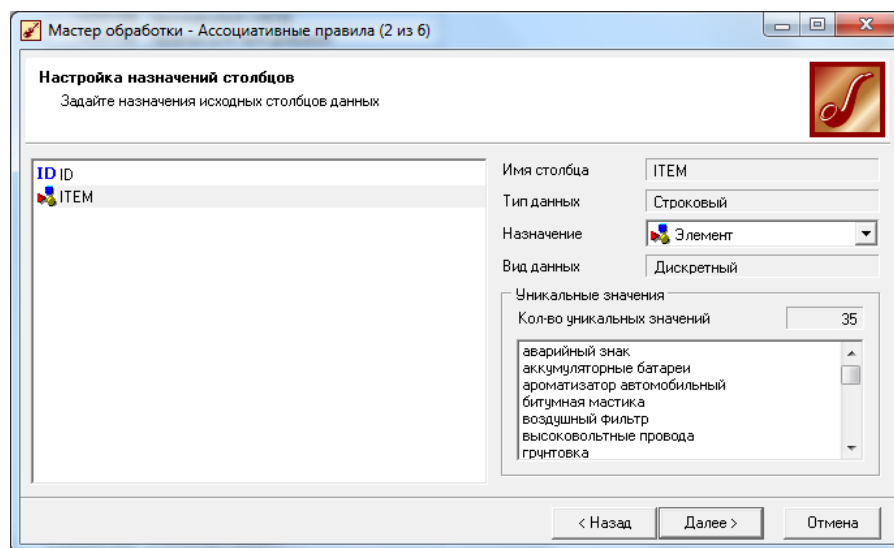 Мастер обработки - Ассоциативные правила (2 из 6)
Настройка назначений столбцов
Задайте назначения исходных столбцов данных
ID ID
ITEM
Имя столбца ITEM
Тип данных Строковый
Назначение Элемент
Вид данных Дискретный
Уникальные значения
Кол-во уникальных значений 35
аварийный знак
аккумуляторные батареи
ароматизатор автомобильный
битумная мастика
воздушный фильтр
высоковольтные провода
грунтовка
< Назад Далее > Отмена